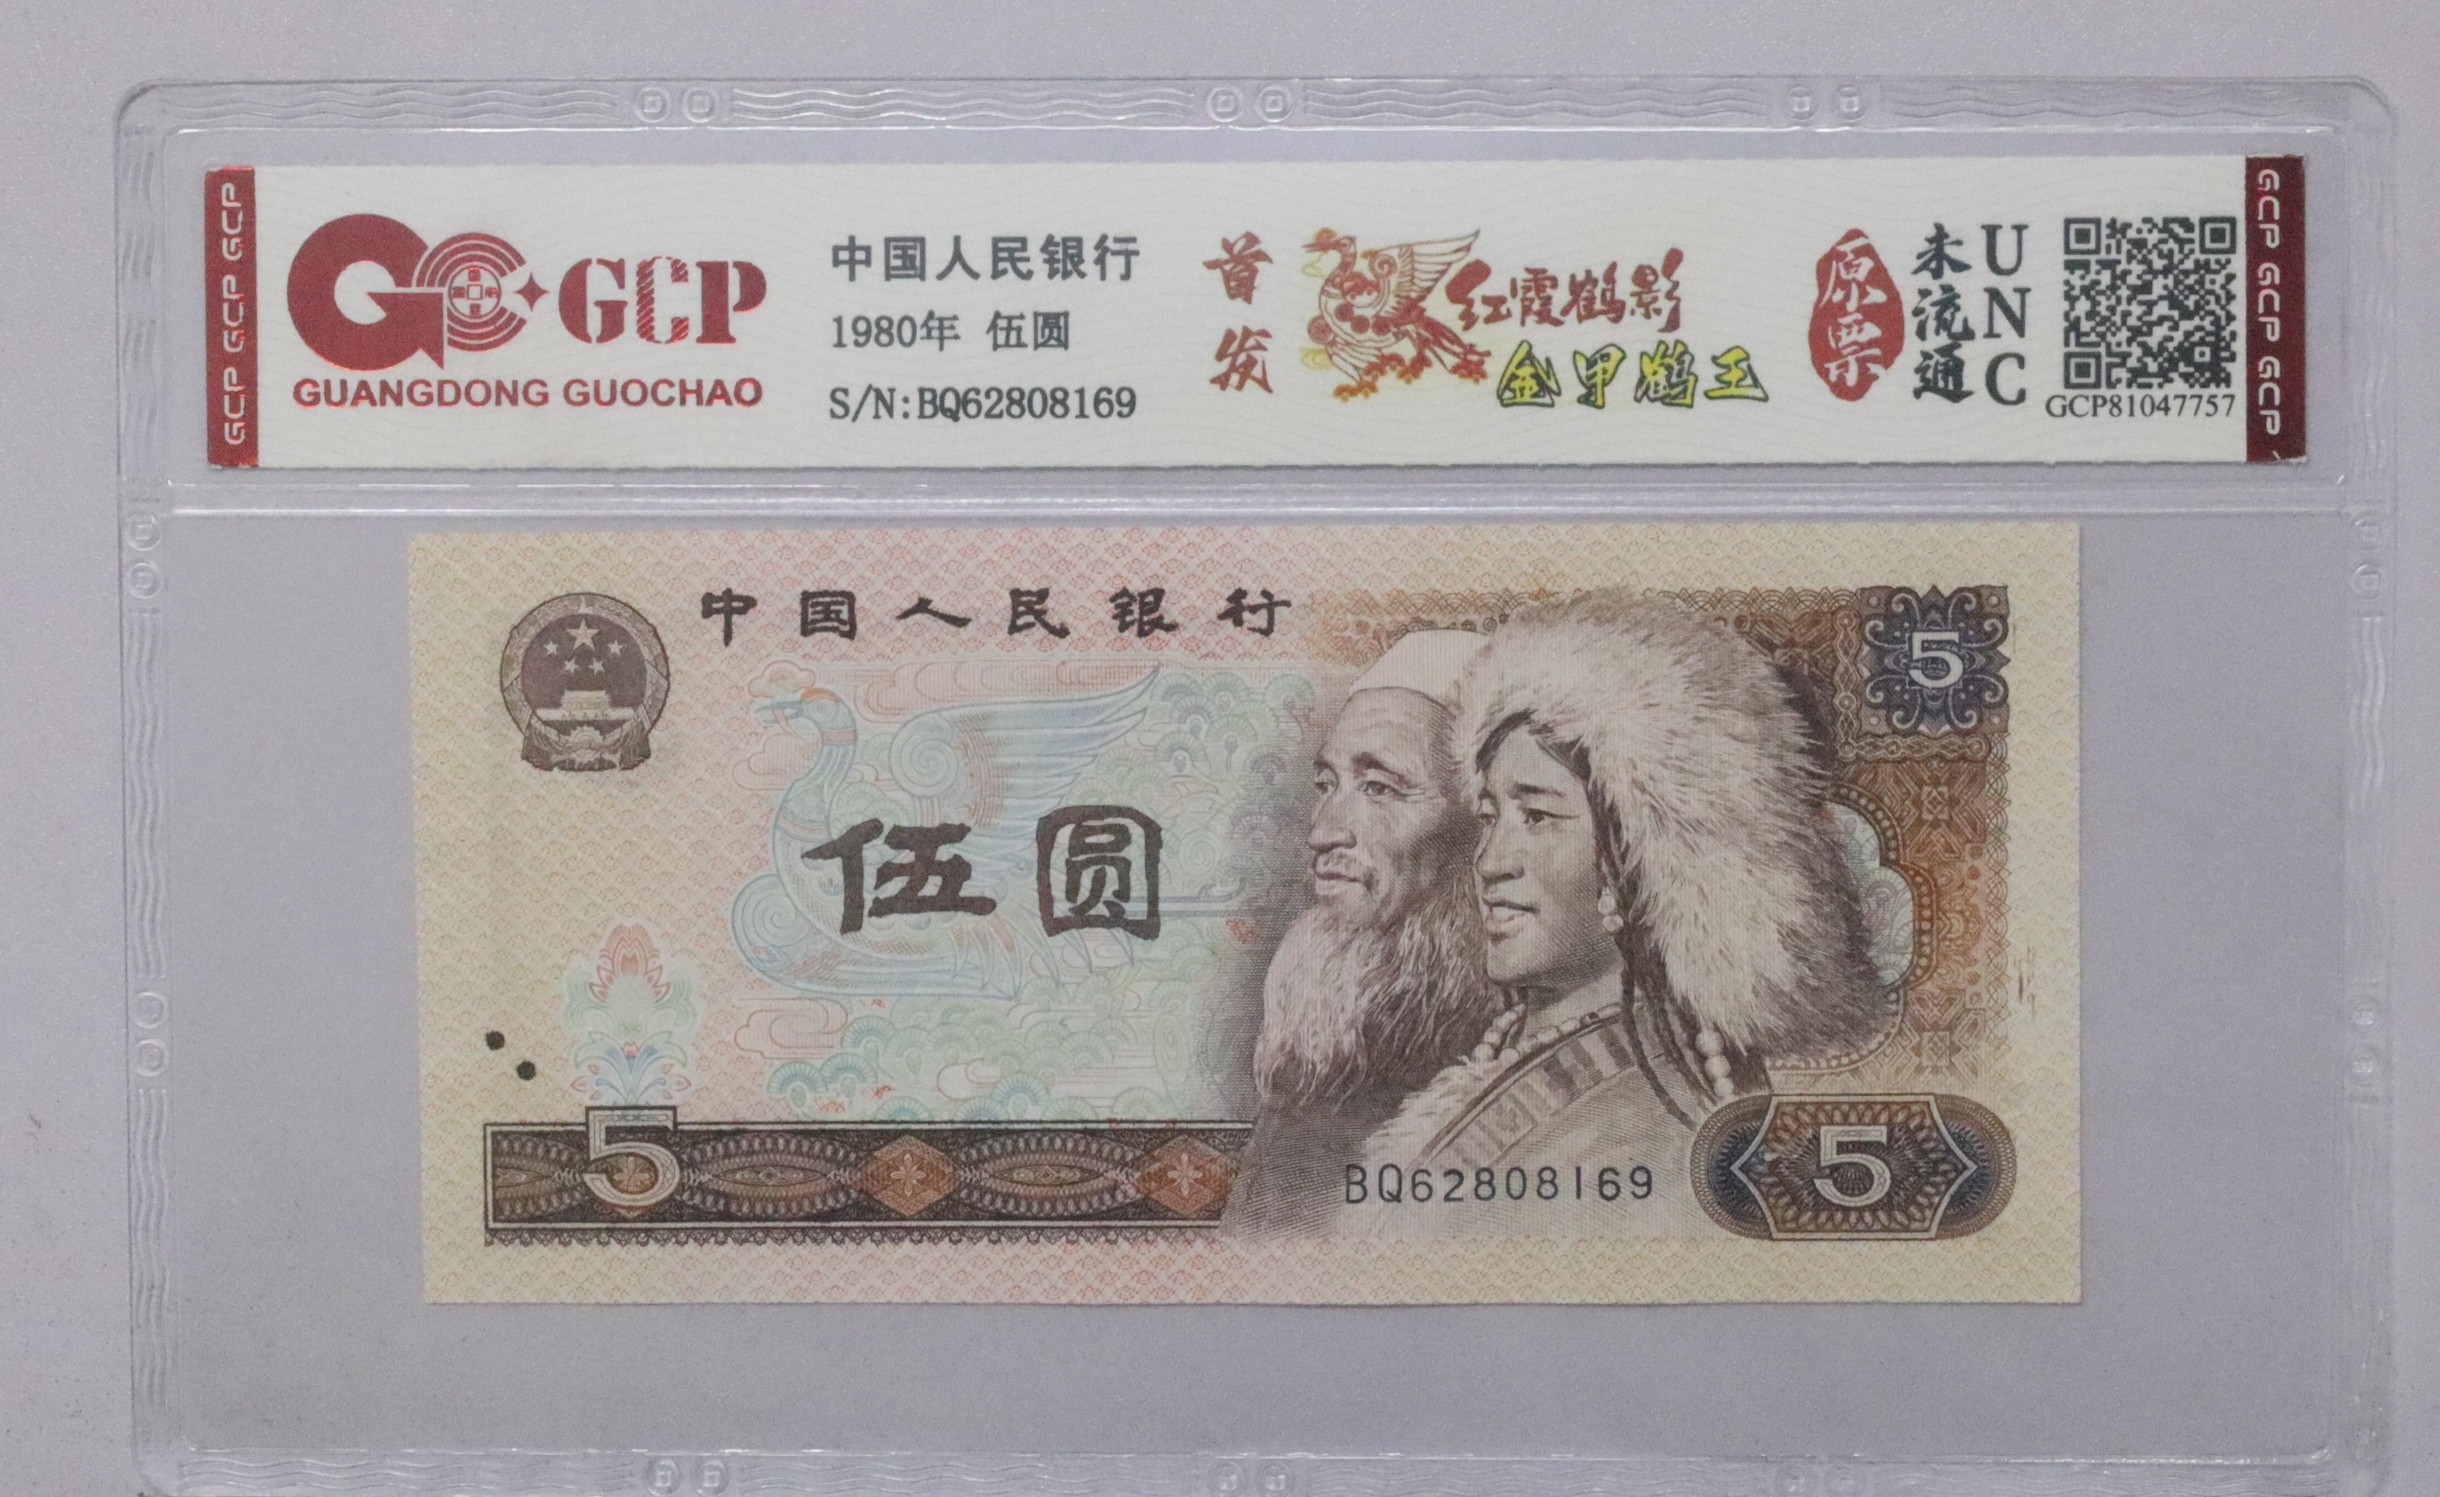 GCP GCP GCP
GCP
GUANGDONG GUOCHAO
中国人民银行
1980年 伍圆
S/N:BQ62808169
首发
红霞鹤影
金甲鹤王
原票
未流通
UNC
GCP81047757
GCP GCP GCP
中国人民银行
5
伍圆
5
BQ62808169
5